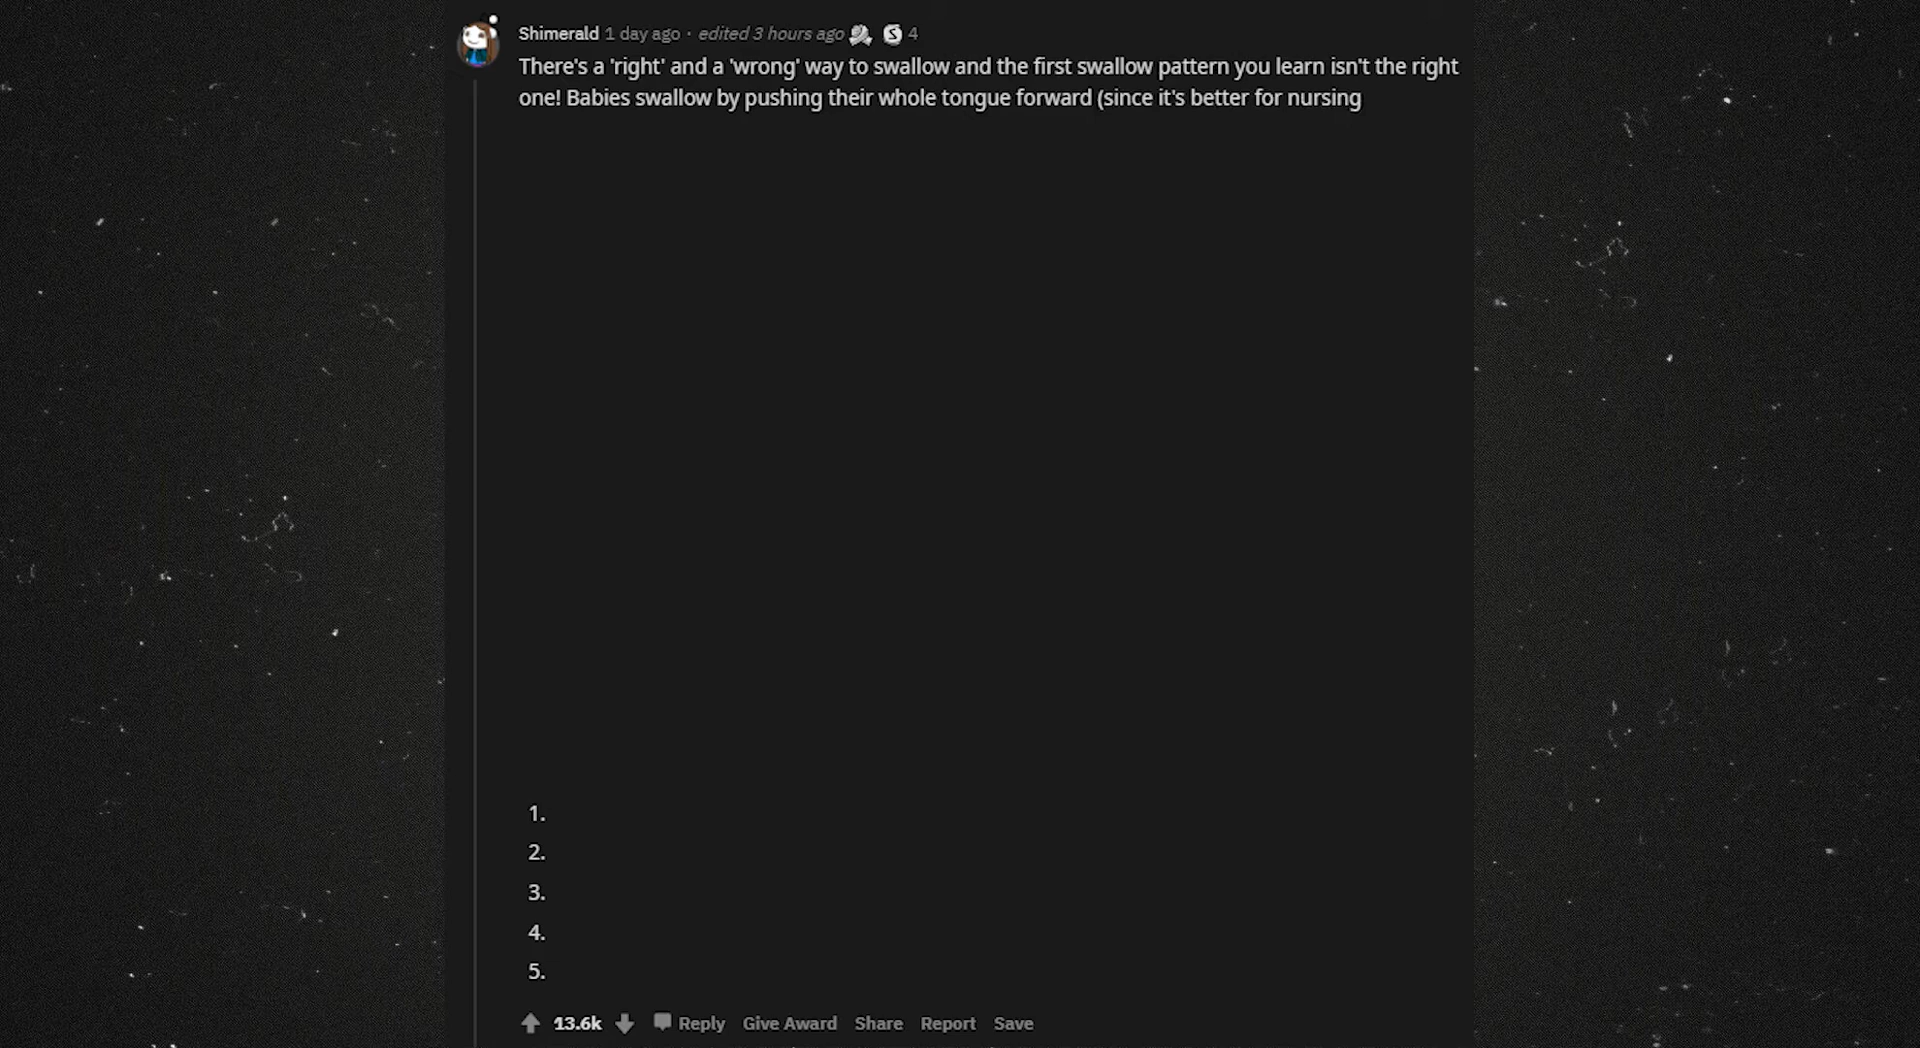 Shimerald 1 day ago · edited 3 hours ago S 4
There's a 'right' and a 'wrong' way to swallow and the first swallow pattern you learn isn't the right
one! Babies swallow by pushing their whole tongue forward (since it's better for nursing
1.
2.
3.
4.
5.
13.6k Reply Give Award Share Report Save